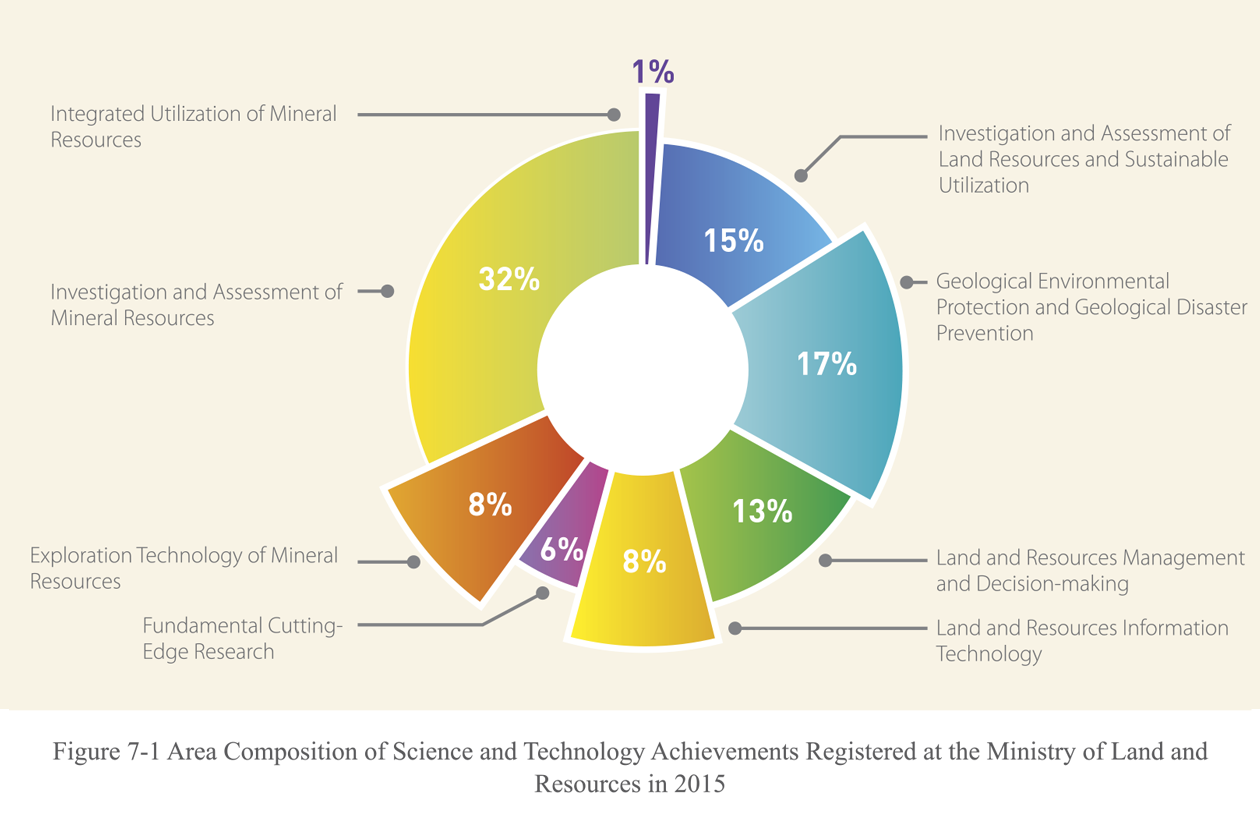 1%
Integrated Utilization of Mineral
Resources
Investigation and Assessment of
Land Resources and Sustainable
Utilization
15%
32%
Geological Environmental
Protection and Geological Disaster
Prevention
Investigation and Assessment of
Mineral Resources
17%
8%
13%
6%
8%
Exploration Technology of Mineral
Resources
Land and Resources Management
and Decision-making
Fundamental Cutting-
Edge Research
Land and Resources Information
Technology
Figure 7-1 Area Composition of Science and Technology Achievements Registered at the Ministry of Land and
Resources in 2015